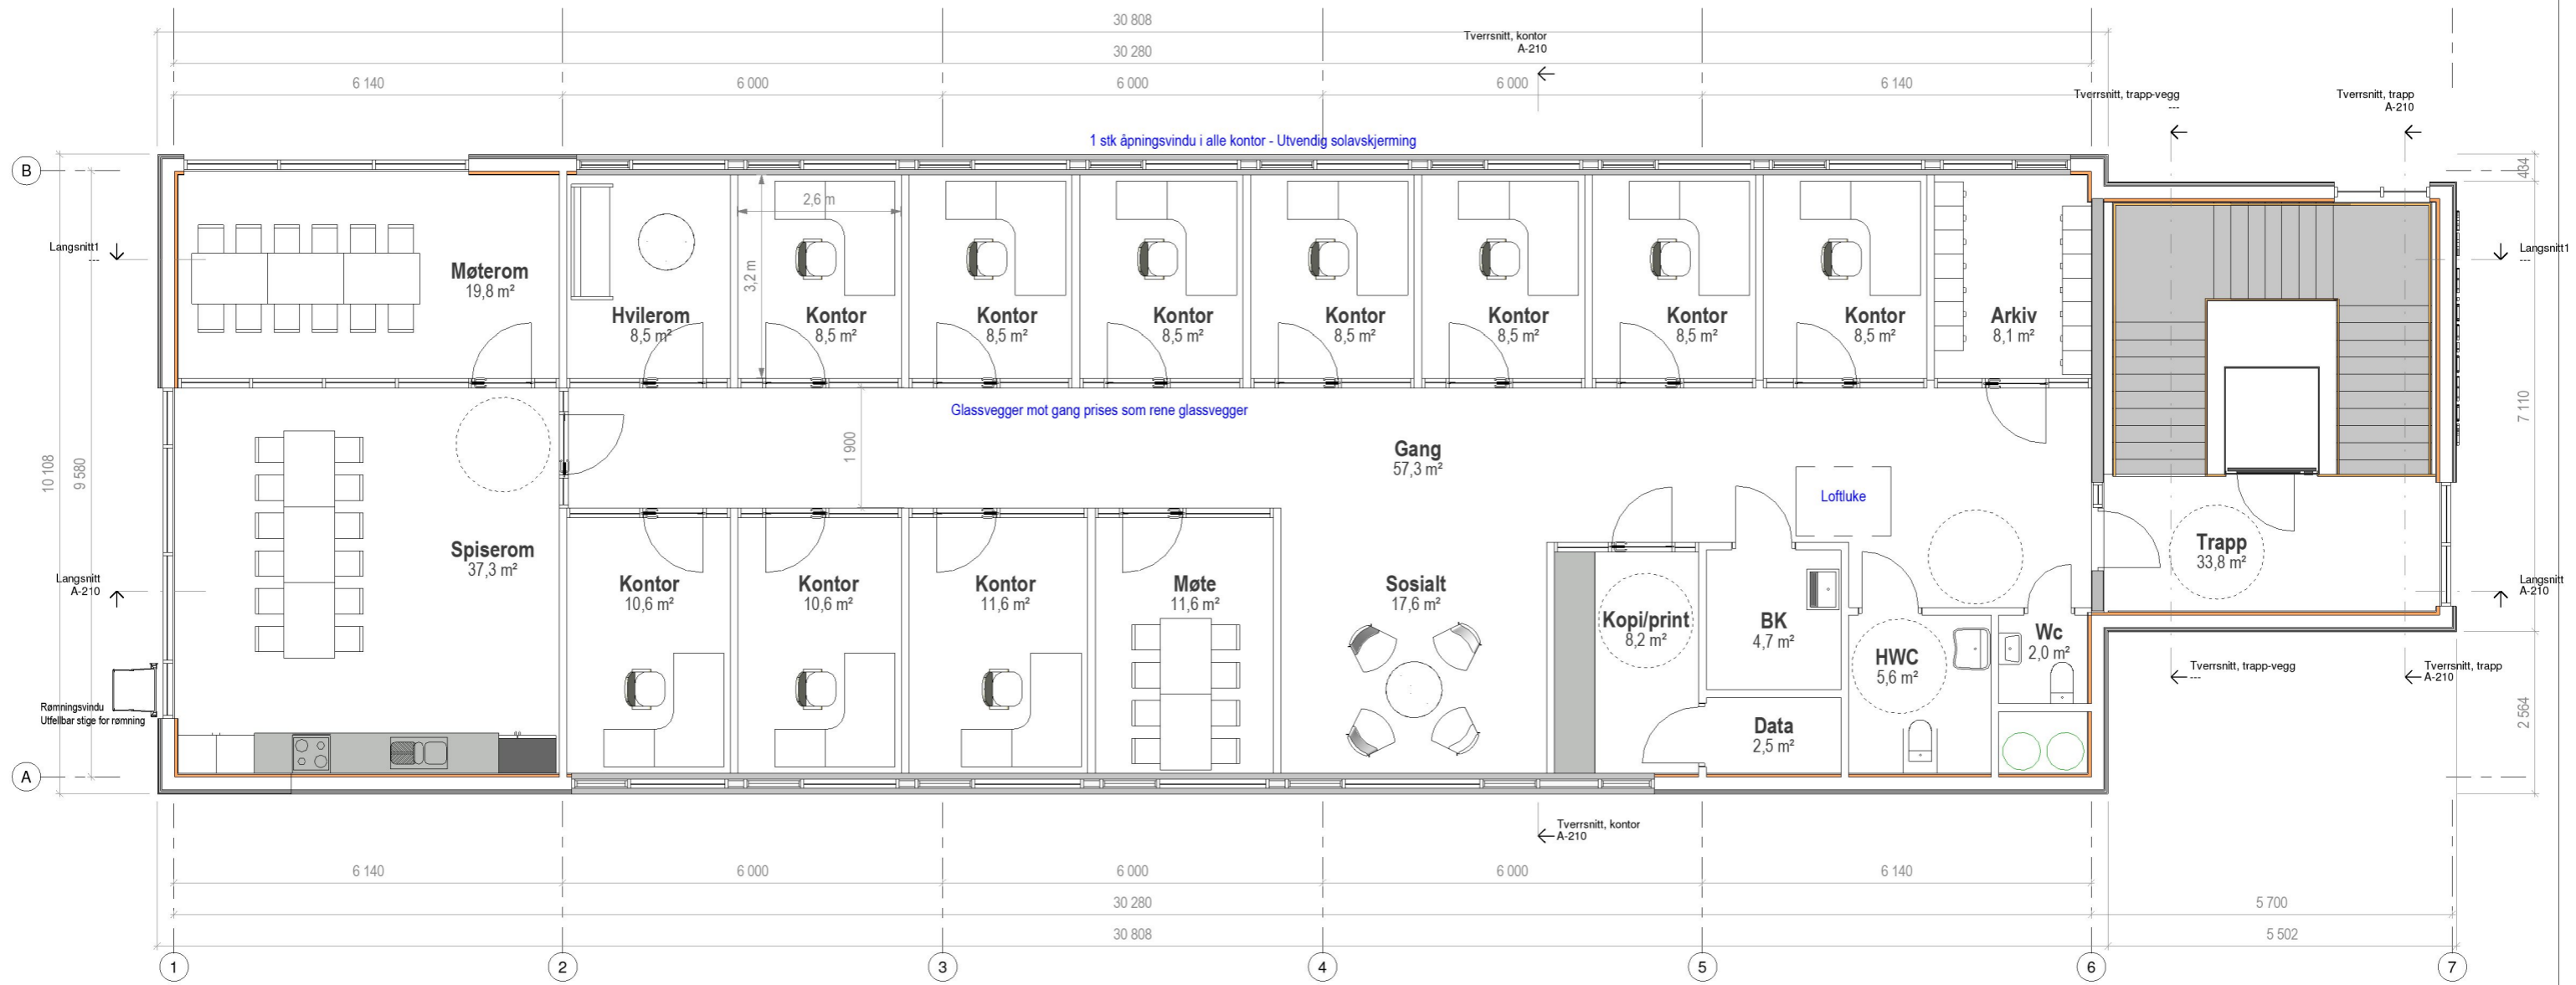 30 808
Tverrsnitt, kontor
A-210
30 280
6 140
6 000
6 000
6 000
6 140
Tverrsnitt, trapp-vegg
---
Tverrsnitt, trapp
A-210
1 stk åpningsvindu i alle kontor - Utvendig solavskjerming
B
434
2,6 m
3,2 m
Langsnitt1
---
Langsnitt1
---
Møterom
19,8 m²
Hvilerom
8,5 m²
Kontor
8,5 m²
Kontor
8,5 m²
Kontor
8,5 m²
Kontor
8,5 m²
Kontor
8,5 m²
Kontor
8,5 m²
Kontor
8,5 m²
Arkiv
8,1 m²
Glassvegger mot gang prises som rene glassvegger
10 108
9 580
1 900
7 110
Gang
57,3 m²
Loftluke
Spiserom
37,3 m²
Trapp
33,8 m²
Langsnitt
A-210
Langsnitt
A-210
Kontor
10,6 m²
Kontor
10,6 m²
Kontor
11,6 m²
Møte
11,6 m²
Sosialt
17,6 m²
Kopi/print
8,2 m²
BK
4,7 m²
HWC
5,6 m²
Wc
2,0 m²
Tverrsnitt, trapp-vegg
---
Tverrsnitt, trapp
A-210
Rømningsvindu
Utfellbar stige for rømning
2 564
Data
2,5 m²
A
Tverrsnitt, kontor
A-210
6 140
6 000
6 000
6 000
6 140
30 280
5 700
30 808
5 502
1
2
3
4
5
6
7